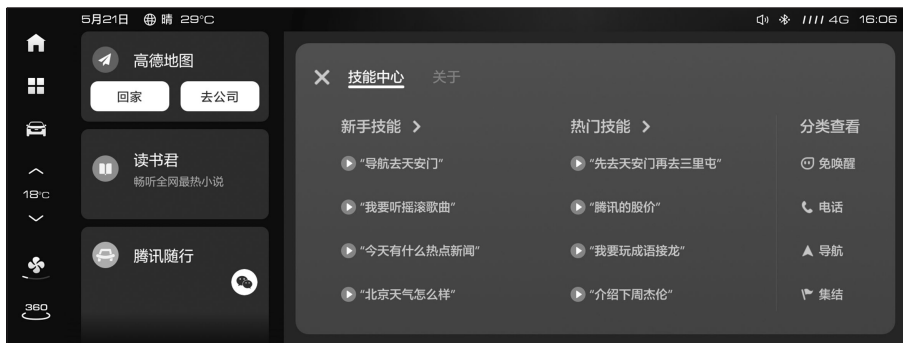 5月21日 晴 29°C
4G 16:06
高德地图
回家 去公司
读书君
畅听全网最热小说
腾讯随行
18°C
360
技能中心 关于
新手技能
"导航去天安门"
"我要听摇滚歌曲"
"今天有什么热点新闻"
"北京天气怎么样"
热门技能
"先去天安门再去三里屯"
"腾讯的股价"
"我要玩成语接龙"
"介绍下周杰伦"
分类查看
免唤醒
电话
导航
集结